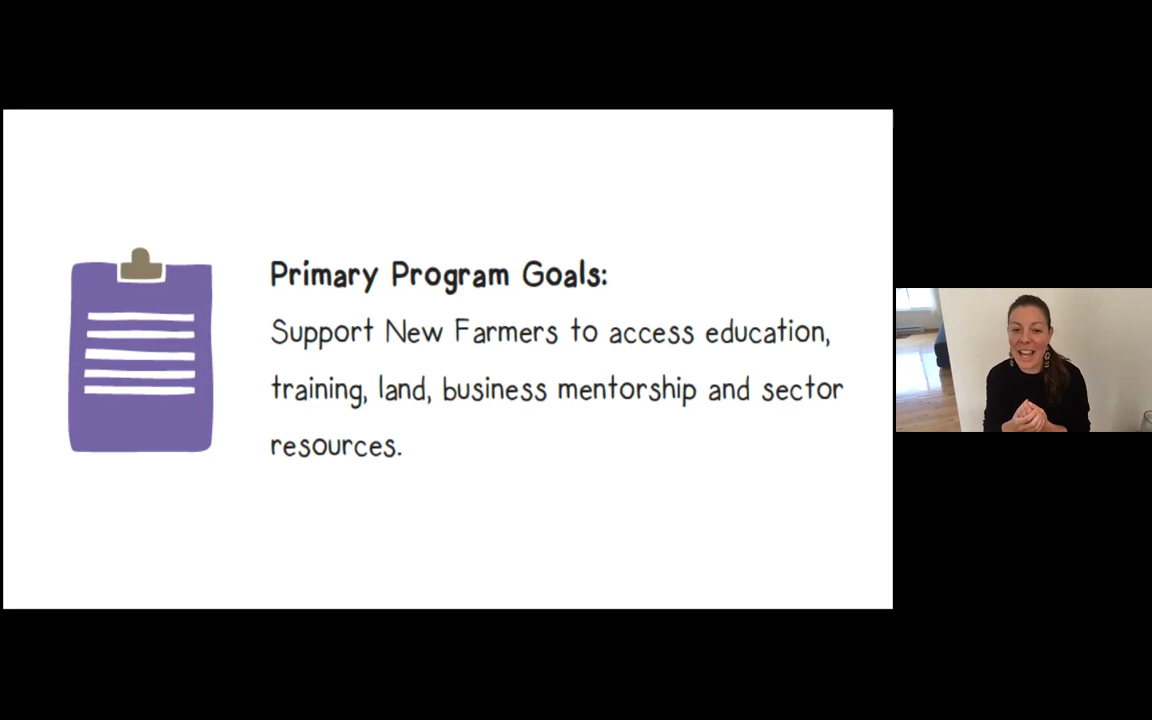 Primary Program Goals:
Support New Farmers to access education,
training, land, business mentorship and sector
resources.